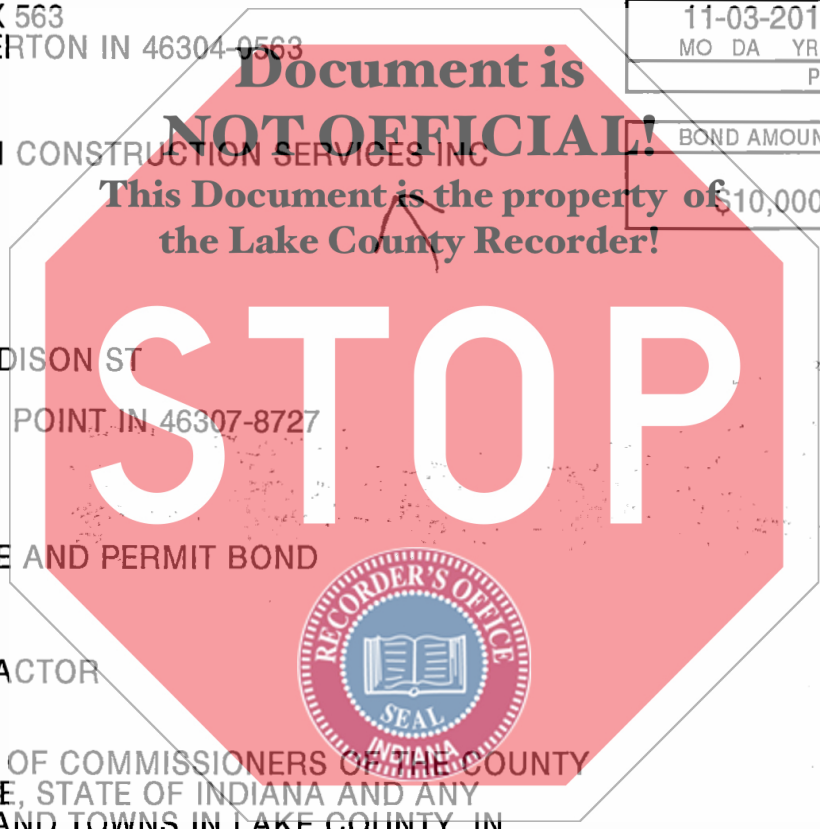 K 563
11-03-201
ERTON IN 46304-0563
MO DA YR
Document is
P
NOT OFFICIAL!
BOND AMOUN
CONSTRUCTION SERVICES INC
This Document is the property of
$10,000
the Lake County Recorder!
STOP
DISON ST
POINT IN 46307-8727
E AND PERMIT BOND
RECORDER'S OFFICE
SEAL
INDIANA
ACTOR
OF COMMISSIONERS OF THE COUNTY
E, STATE OF INDIANA AND ANY
AND TOWNS IN LAKE COUNTY, IN